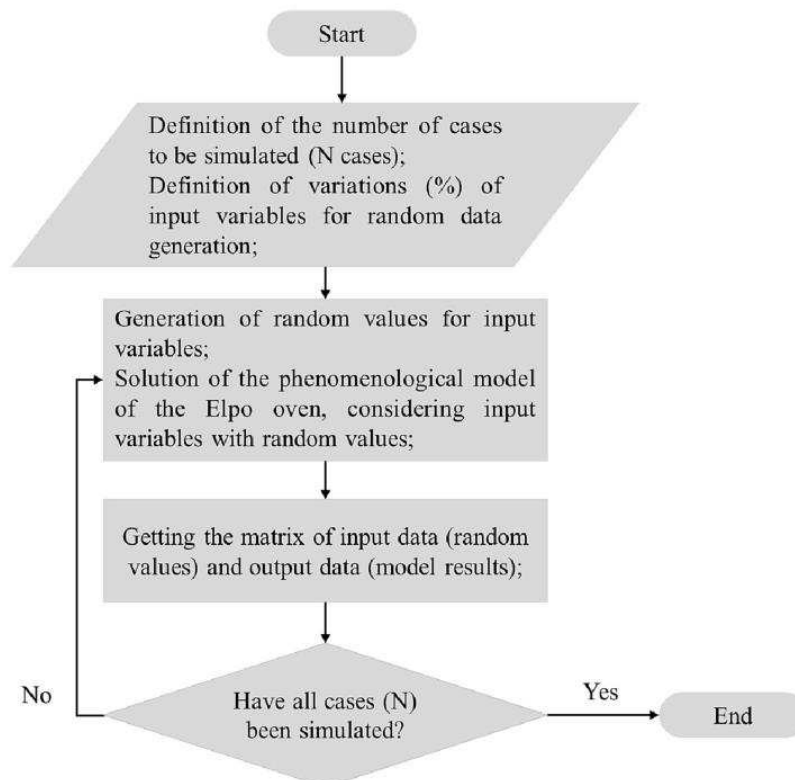 Start
Definition of the number of cases
to be simulated (N cases);
Definition of variations (%) of
input variables for random data
generation;
Generation of random values for input
variables;
Solution of the phenomenological model
of the Elpo oven, considering input
variables with random values;
Getting the matrix of input data (random
values) and output data (model results);
Have all cases (N)
been simulated?
No
Yes
End